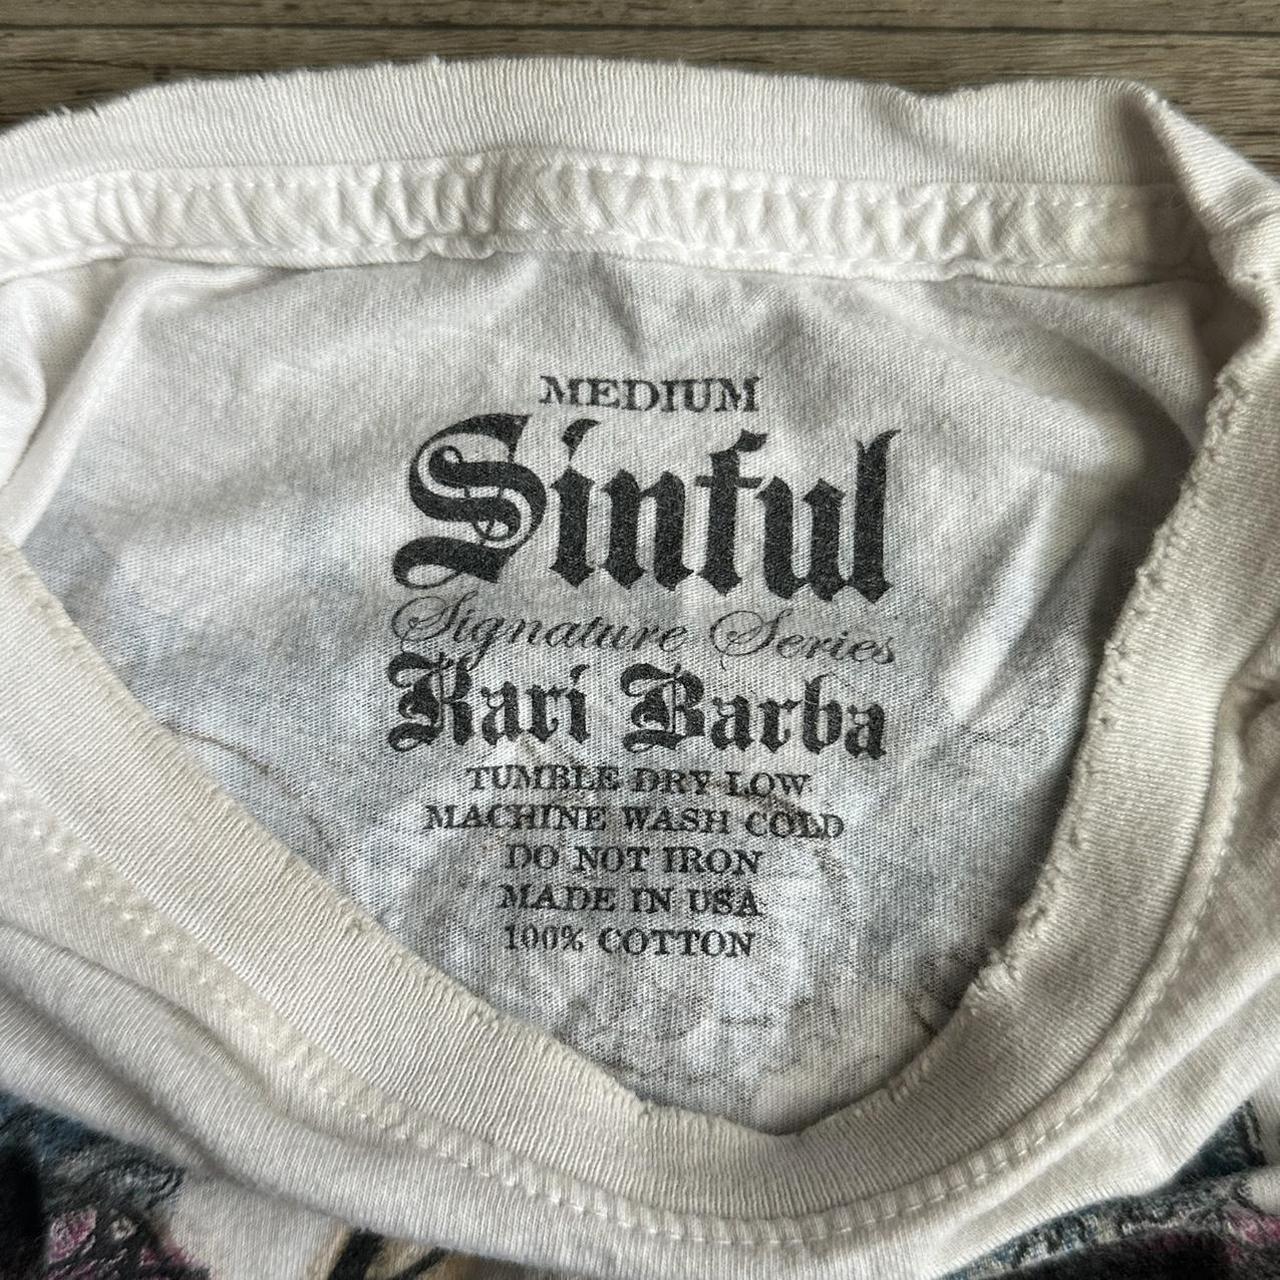 MEDIUM
Sinful
Signature Series
Kari Barba
TUMBLE DRY LOW
MACHINE WASH COLD
DO NOT IRON
MADE IN USA
100% COTTON